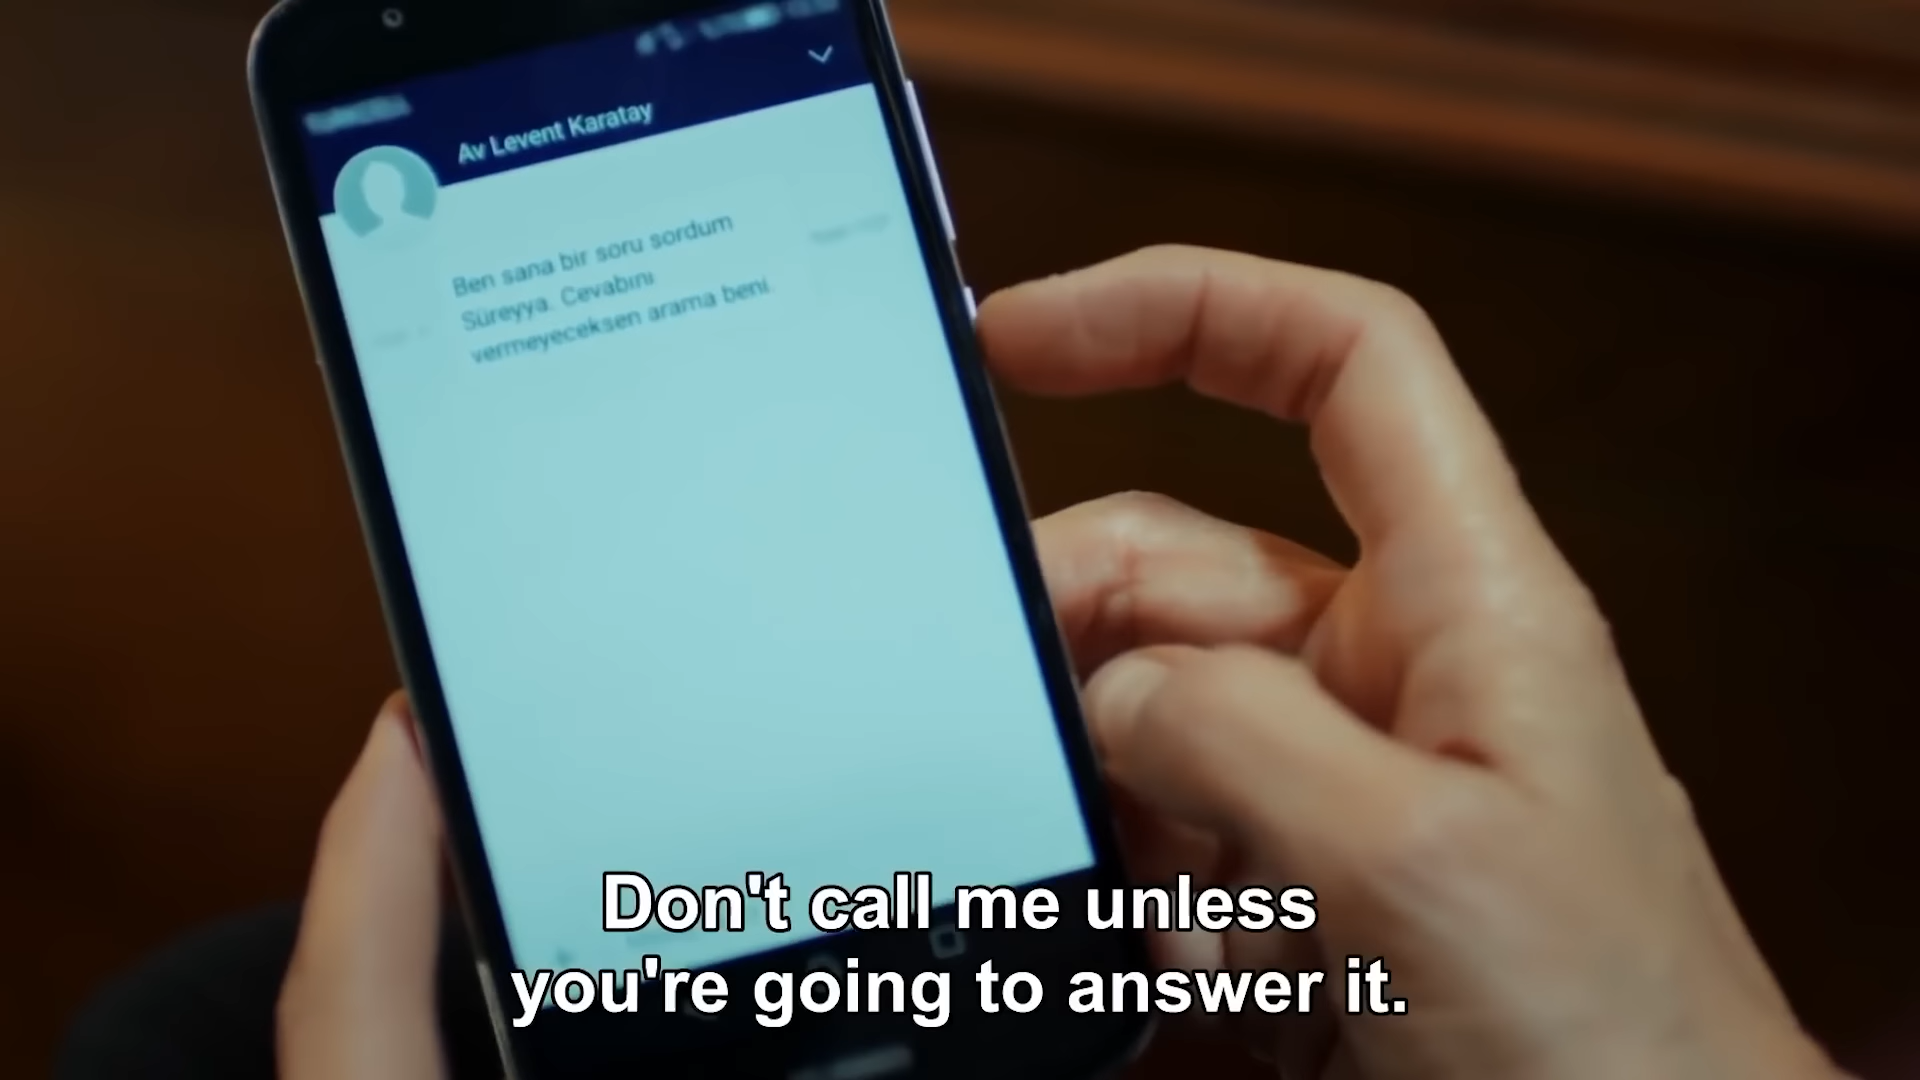 Av Levent Karatay
Ben sana bir soru sordum
Süreyya. Cevabını
vermeyeceksen arama beni.
Don't call me unless
you're going to answer it.